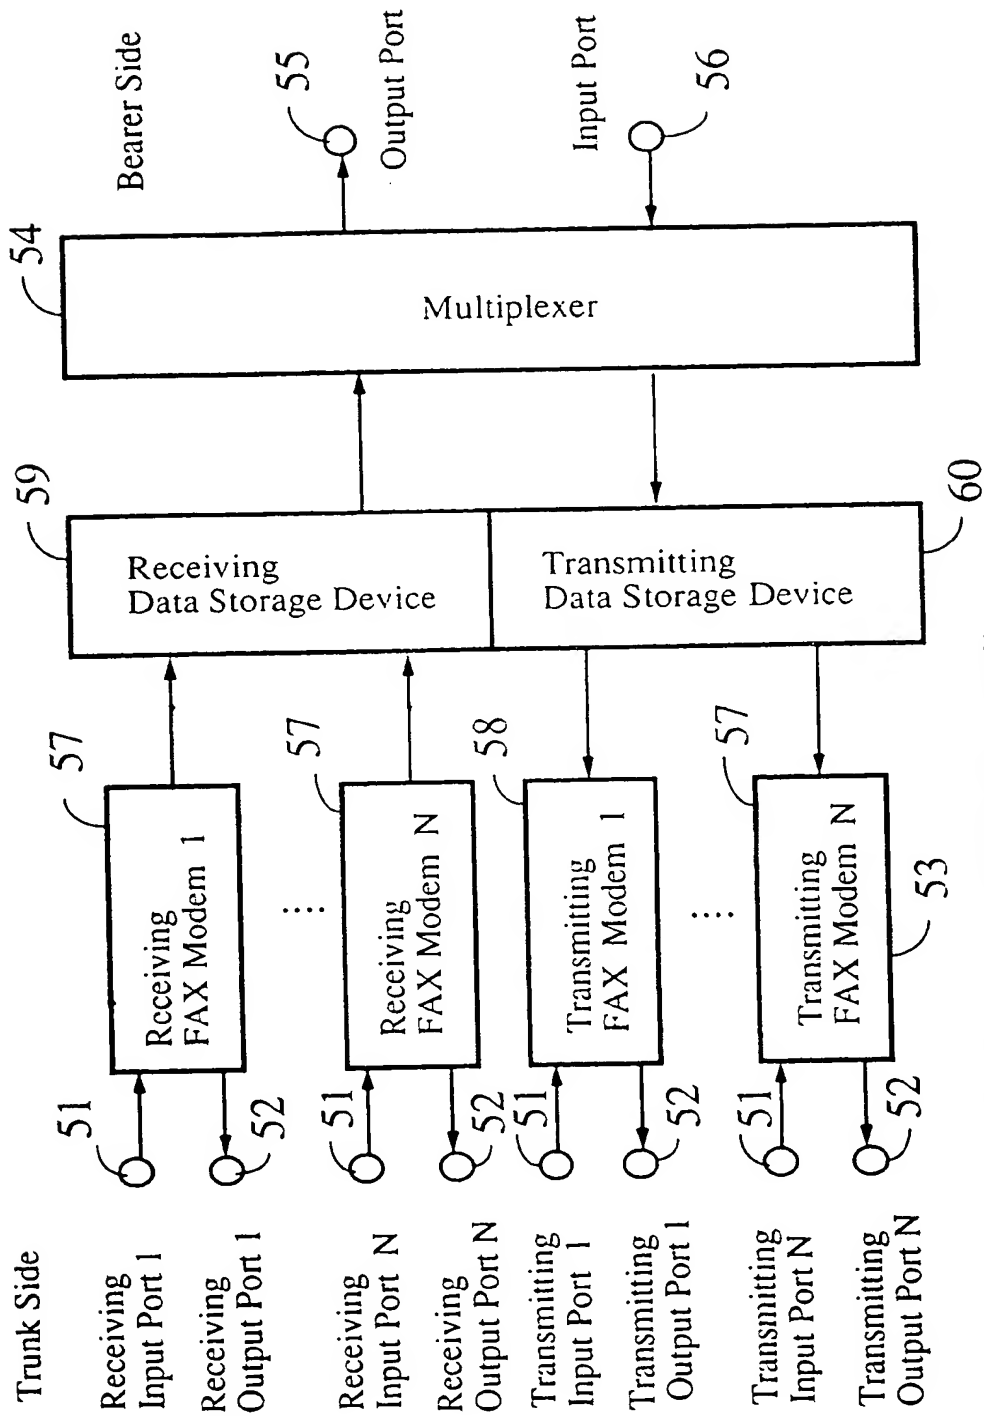 Trunk Side
Bearer Side
Receiving
Input Port 1
Receiving
Output Port 1
Receiving
Input Port N
Receiving
Output Port N
Transmitting
Input Port 1
Transmitting
Output Port 1
Transmitting
Input Port N
Transmitting
Output Port N
51
52
51
52
51
52
51
52
57
Receiving
FAX Modem 1
....
57
Receiving
FAX Modem N
58
Transmitting
FAX Modem 1
....
57
Transmitting
FAX Modem N
53
59
Receiving
Data Storage Device
Transmitting
Data Storage Device
60
54
Multiplexer
55
Output Port
Input Port
56